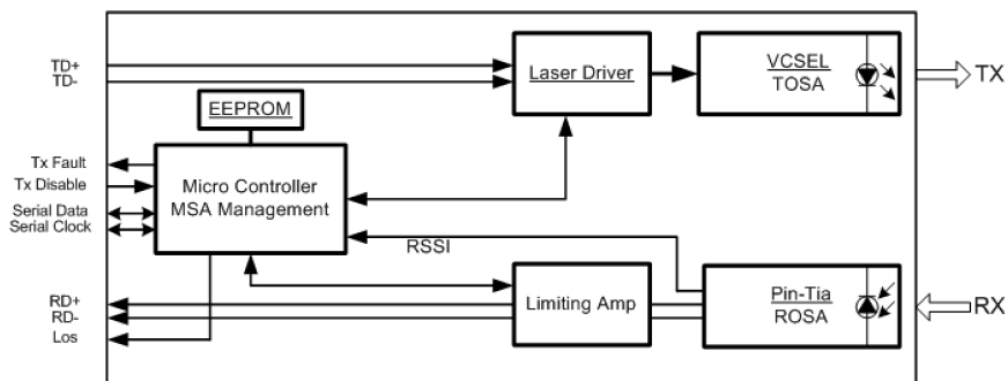 TD+
TD-
Laser Driver
VCSEL
TOSA
TX
EEPROM
Tx Fault
Tx Disable
Serial Data
Serial Clock
Micro Controller
MSA Management
RSSI
RD+
RD-
Los
Limiting Amp
Pin-Tia
ROSA
RX